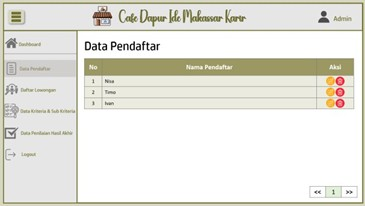 Cafe Dapur Ide Makassar Karir
Admin
Dashboard
Data Pendaftar
Daftar Lowongan
Data Kriteria & Sub Kriteria
Data Penilaian Hasil Akhir
Logout
Data Pendaftar
No Nama Pendaftar Aksi
1 Nisa
2 Timo
3 Ivan
<< 1 >>